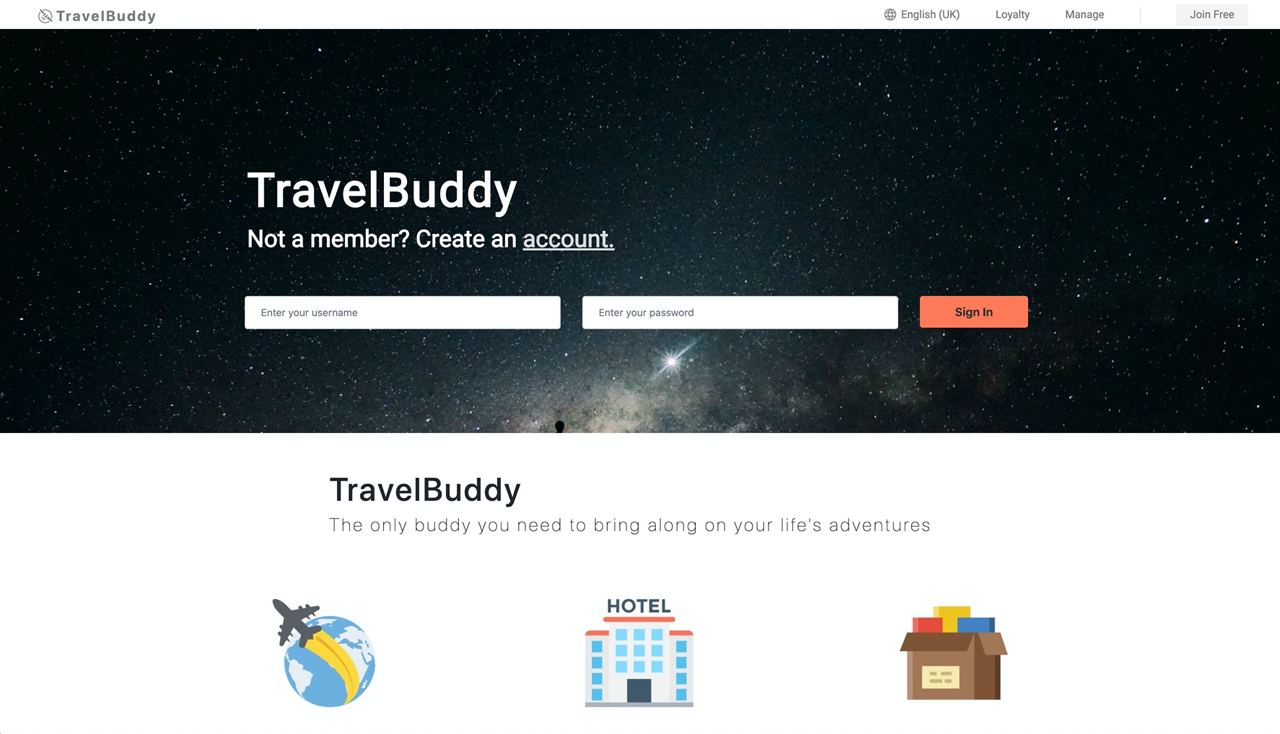 TravelBuddy
English (UK)
Loyalty
Manage
Join Free
TravelBuddy
Not a member? Create an account.
Enter your username
Enter your password
Sign In
TravelBuddy
The only buddy you need to bring along on your life's adventures
HOTEL